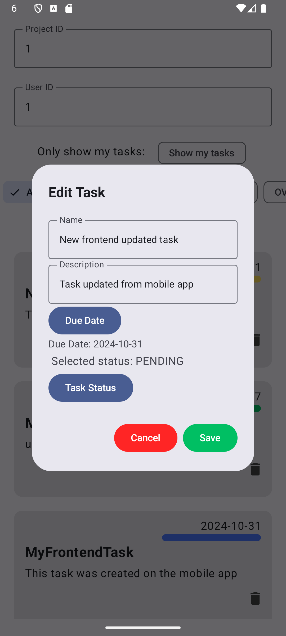 6
Project ID
1
User ID
1
Only show my tasks:
Show my tasks
Edit Task
Name
New frontend updated task
Description
Task updated from mobile app
Due Date
Due Date: 2024-10-31
Selected status: PENDING
Task Status
Cancel
Save
2024-10-31
MyFrontendTask
This task was created on the mobile app